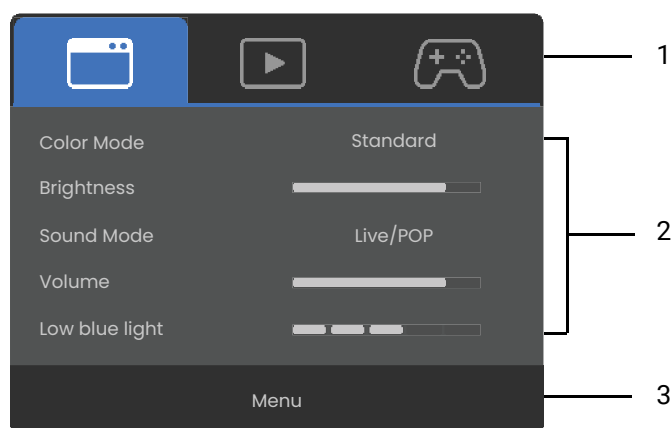 1
Color Mode Standard
Brightness
Sound Mode Live/POP
2
Volume
Low blue light
Menu
3